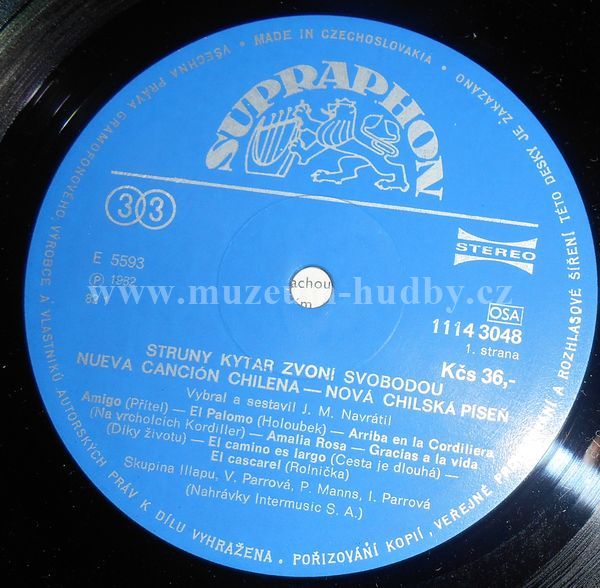 VŠECHNA PRÁVA GRAMOFONOVÉHO VÝROBCE A VLASTNÍKŮ AUTORSKÝCH PRÁV K DÍLU VYHRAŽENA. • POŘIZOVÁNÍ KOPIÍ, VEŘEJNÉ A ROZHLASOVÉ ŠÍŘENÍ TÉTO DESKY JE ZAKÁZÁNO
• MADE IN CZECHOSLOVAKIA •
SUPRAPHON
33
STEREO
E 5593
Ⓟ 1982
achou
www.muzeum-hudby.cz
OSA
1114 3048
1. strana
Kčs 36,-
STRUNY KYTAR ZVONÍ SVOBODOU
NUEVA CANCIÓN CHILENA — NOVÁ CHILSKÁ PÍSEŇ
Vybral a sestavil J. M. Navrátil
Amigo (Přítel) — El Palomo (Holoubek) — Arriba en la Cordiliera
(Na vrcholcích Kordiller) — Amalia Rosa — Gracias a la vida
(Díky životu) — El camino es largo (Cesta je dlouhá) —
El cascarel (Rolnička)
Skupina Illapu, V. Parrová, P. Manns, I. Parrová
(Nahrávky Intermusic S. A.)